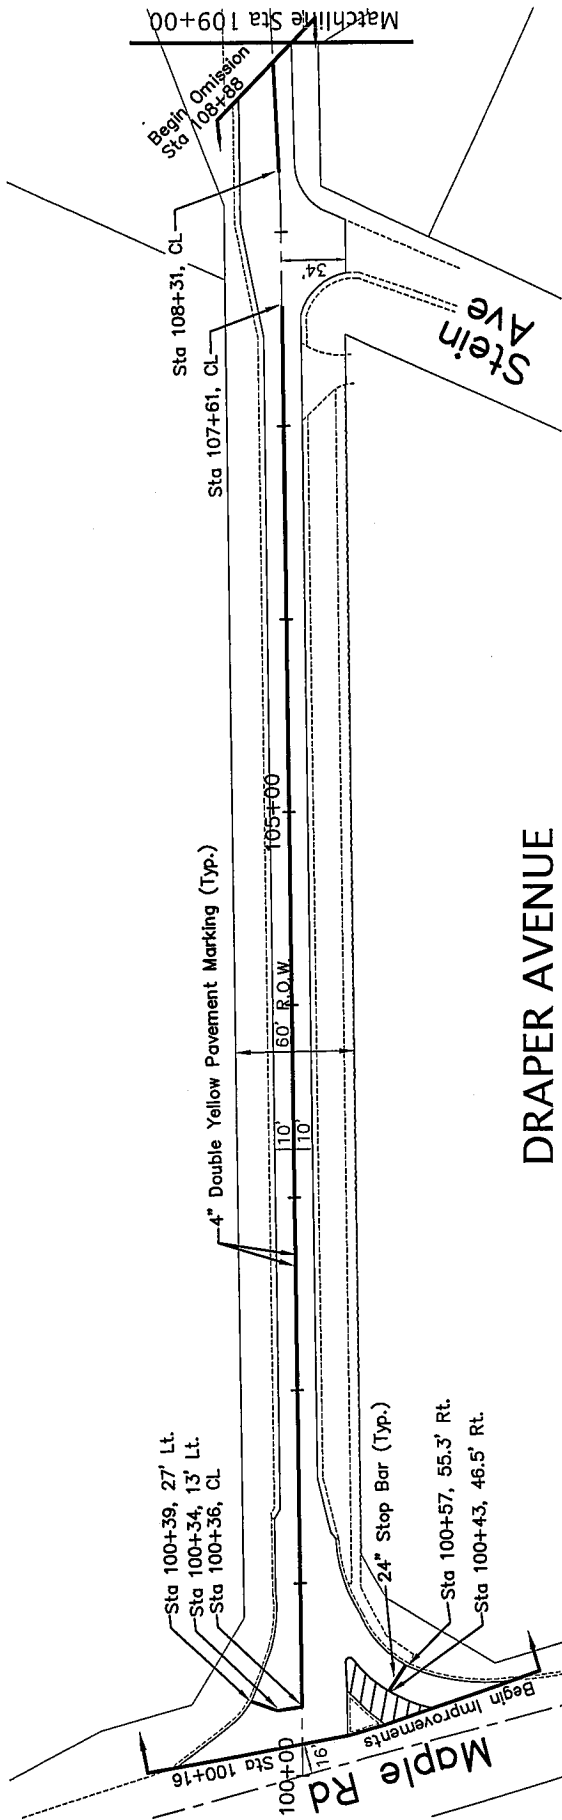 Matchline Sta 109+00
Begin Omission
Sta 108+88
Sta 108+31, CL
Sta 107+61, CL
34'
Stein
Ave
105+00
4" Double Yellow Pavement Marking (Typ.)
60' R.O.W.
10'
10'
DRAPER AVENUE
Sta 100+39, 27' Lt.
Sta 100+34, 13' Lt.
Sta 100+36, CL
24" Stop Bar (Typ.)
Sta 100+57, 55.3' Rt.
Sta 100+43, 46.5' Rt.
Sta 100+16
Begin Improvements
100+00
16
Maple Rd